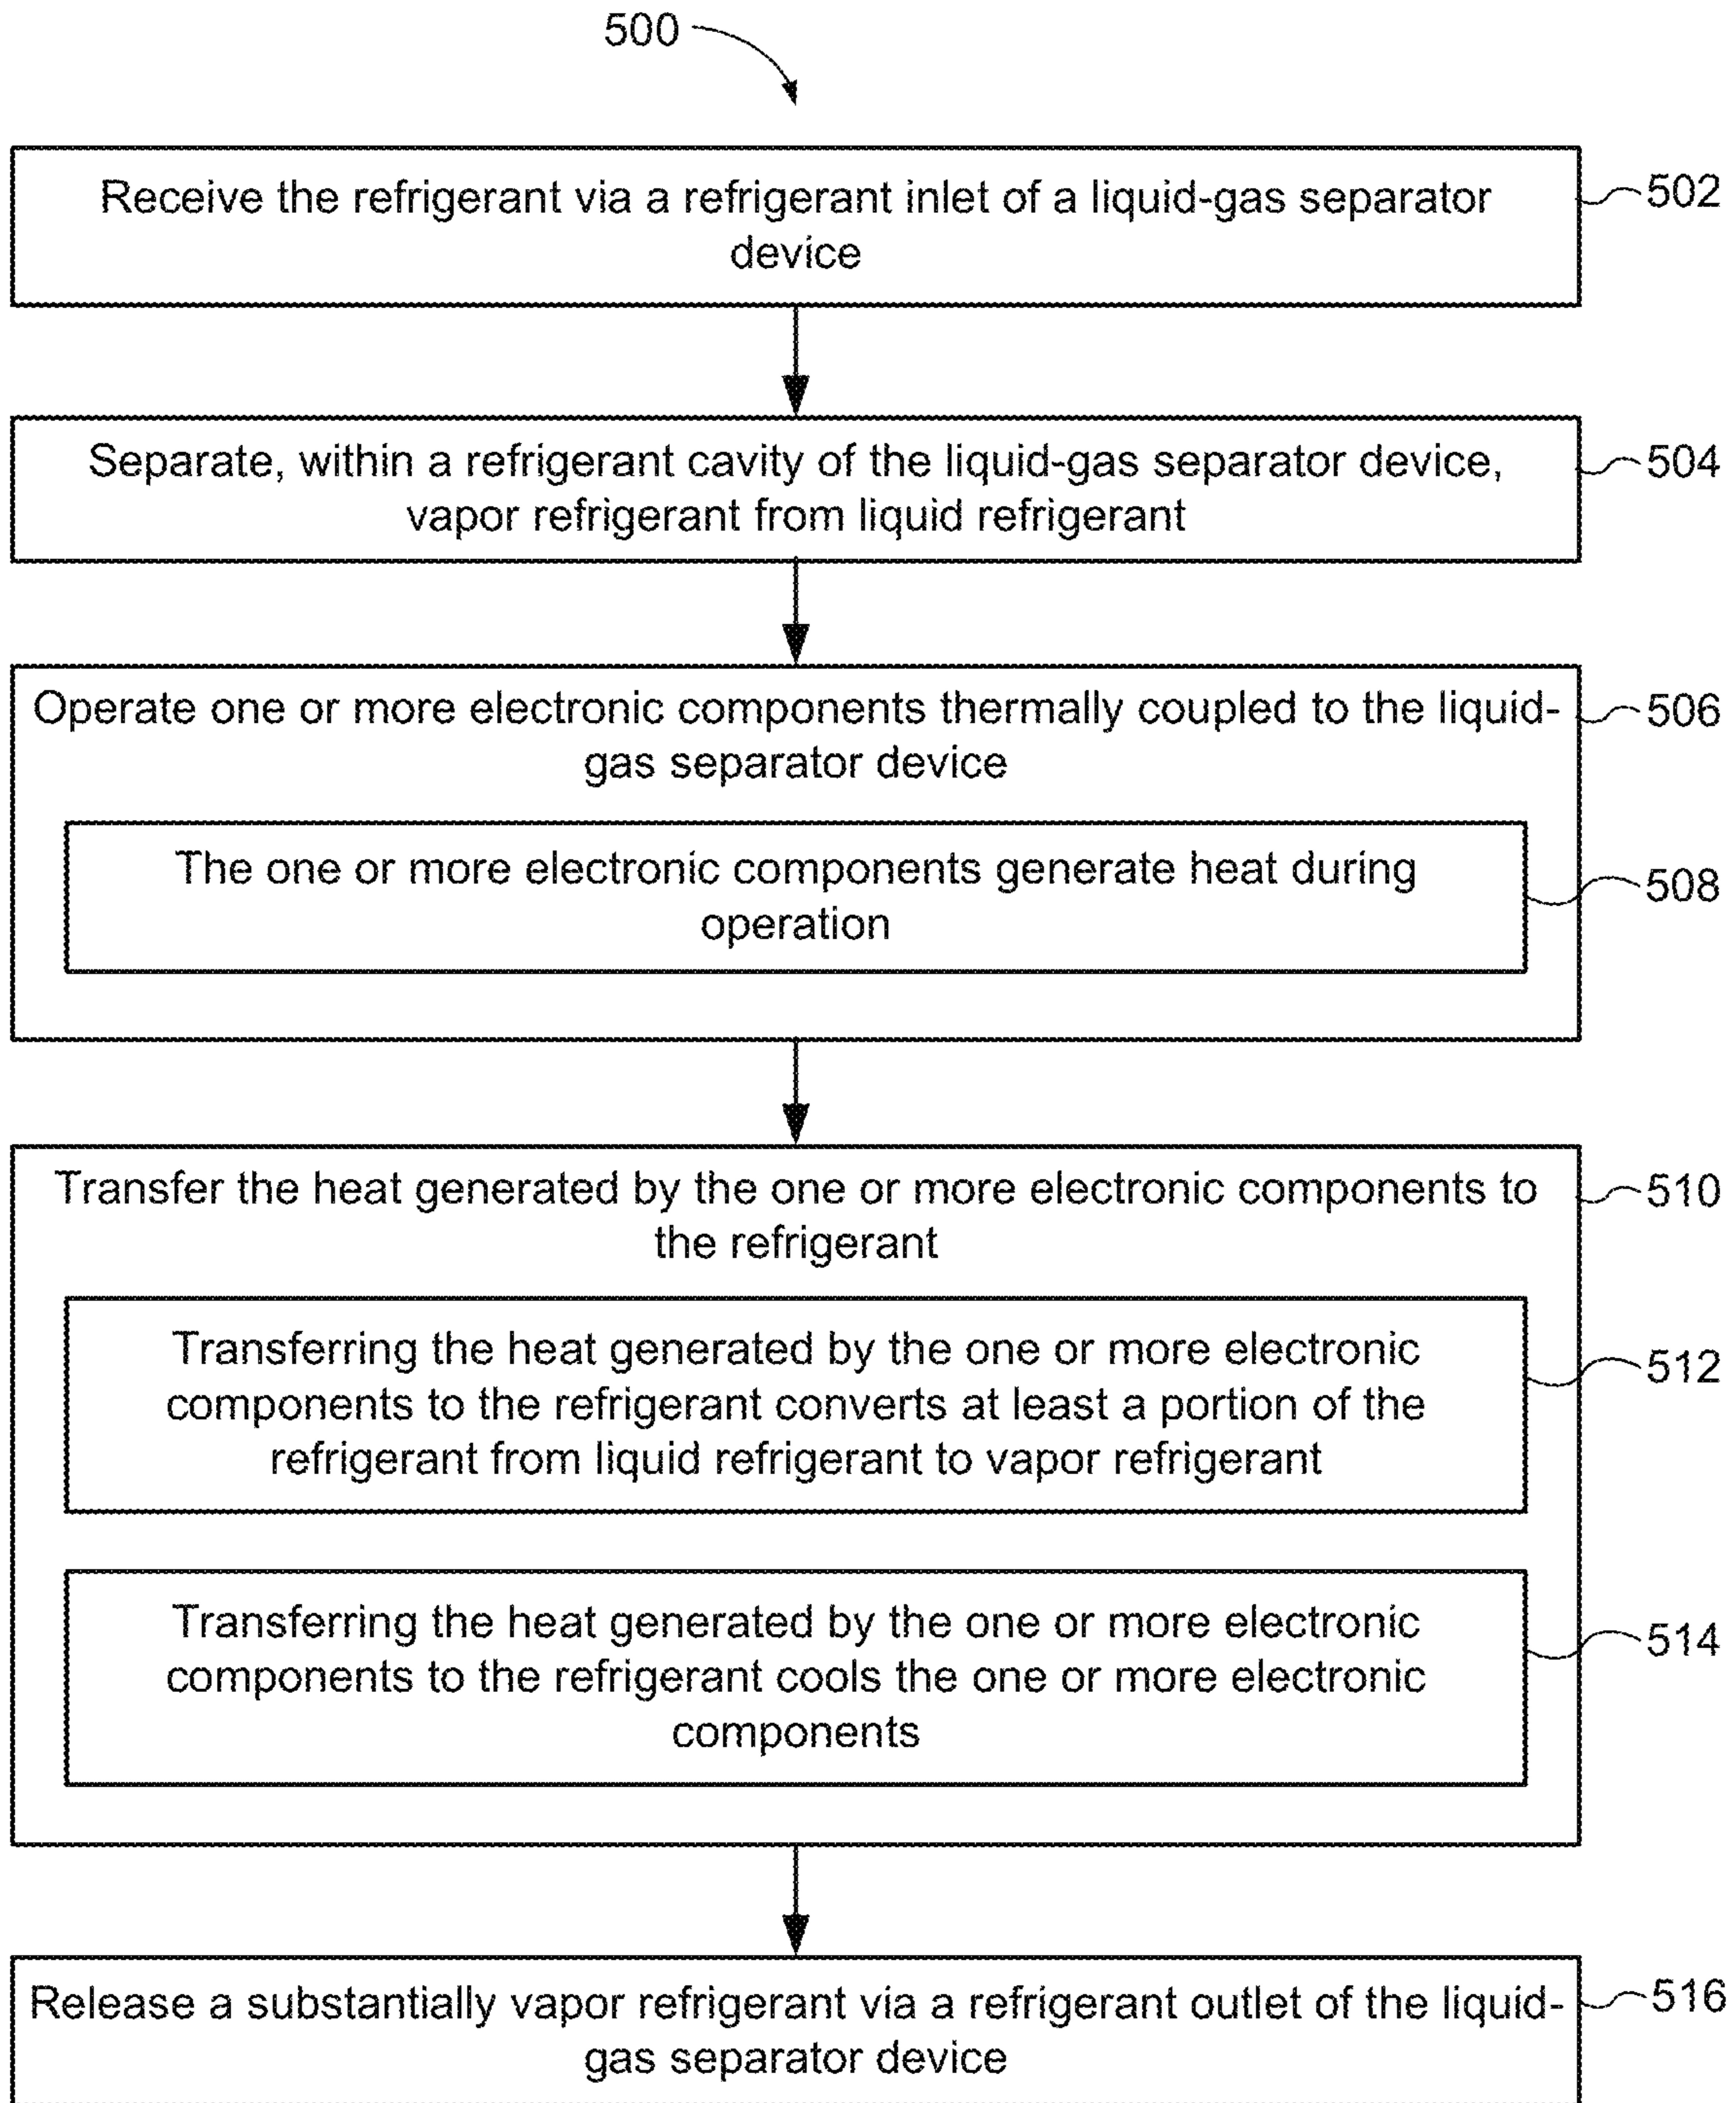 500
Receive the refrigerant via a refrigerant inlet of a liquid-gas separator
device
502
Separate, within a refrigerant cavity of the liquid-gas separator device,
vapor refrigerant from liquid refrigerant
504
Operate one or more electronic components thermally coupled to the liquid-
gas separator device
506
The one or more electronic components generate heat during
operation
508
Transfer the heat generated by the one or more electronic components to
the refrigerant
510
Transferring the heat generated by the one or more electronic
components to the refrigerant converts at least a portion of the
refrigerant from liquid refrigerant to vapor refrigerant
512
Transferring the heat generated by the one or more electronic
components to the refrigerant cools the one or more electronic
components
514
Release a substantially vapor refrigerant via a refrigerant outlet of the liquid-
gas separator device
516